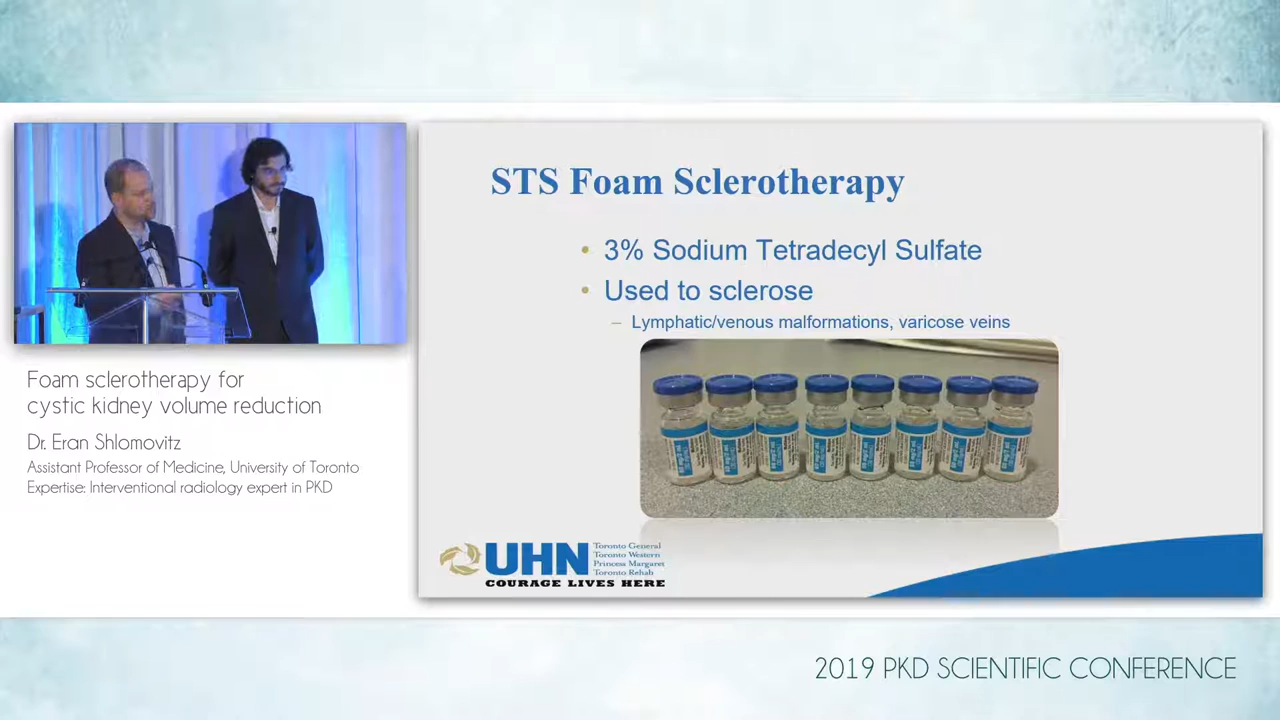 STS Foam Sclerotherapy
• 3% Sodium Tetradecyl Sulfate
• Used to sclerose
– Lymphatic/venous malformations, varicose veins
Foam sclerotherapy for
cystic kidney volume reduction
Dr. Eran Shlomovitz
Assistant Professor of Medicine, University of Toronto
Expertise: Interventional radiology expert in PKD
UHN
Toronto General
Toronto Western
Princess Margaret
Toronto Rehab
COURAGE LIVES HERE
2019 PKD SCIENTIFIC CONFERENCE